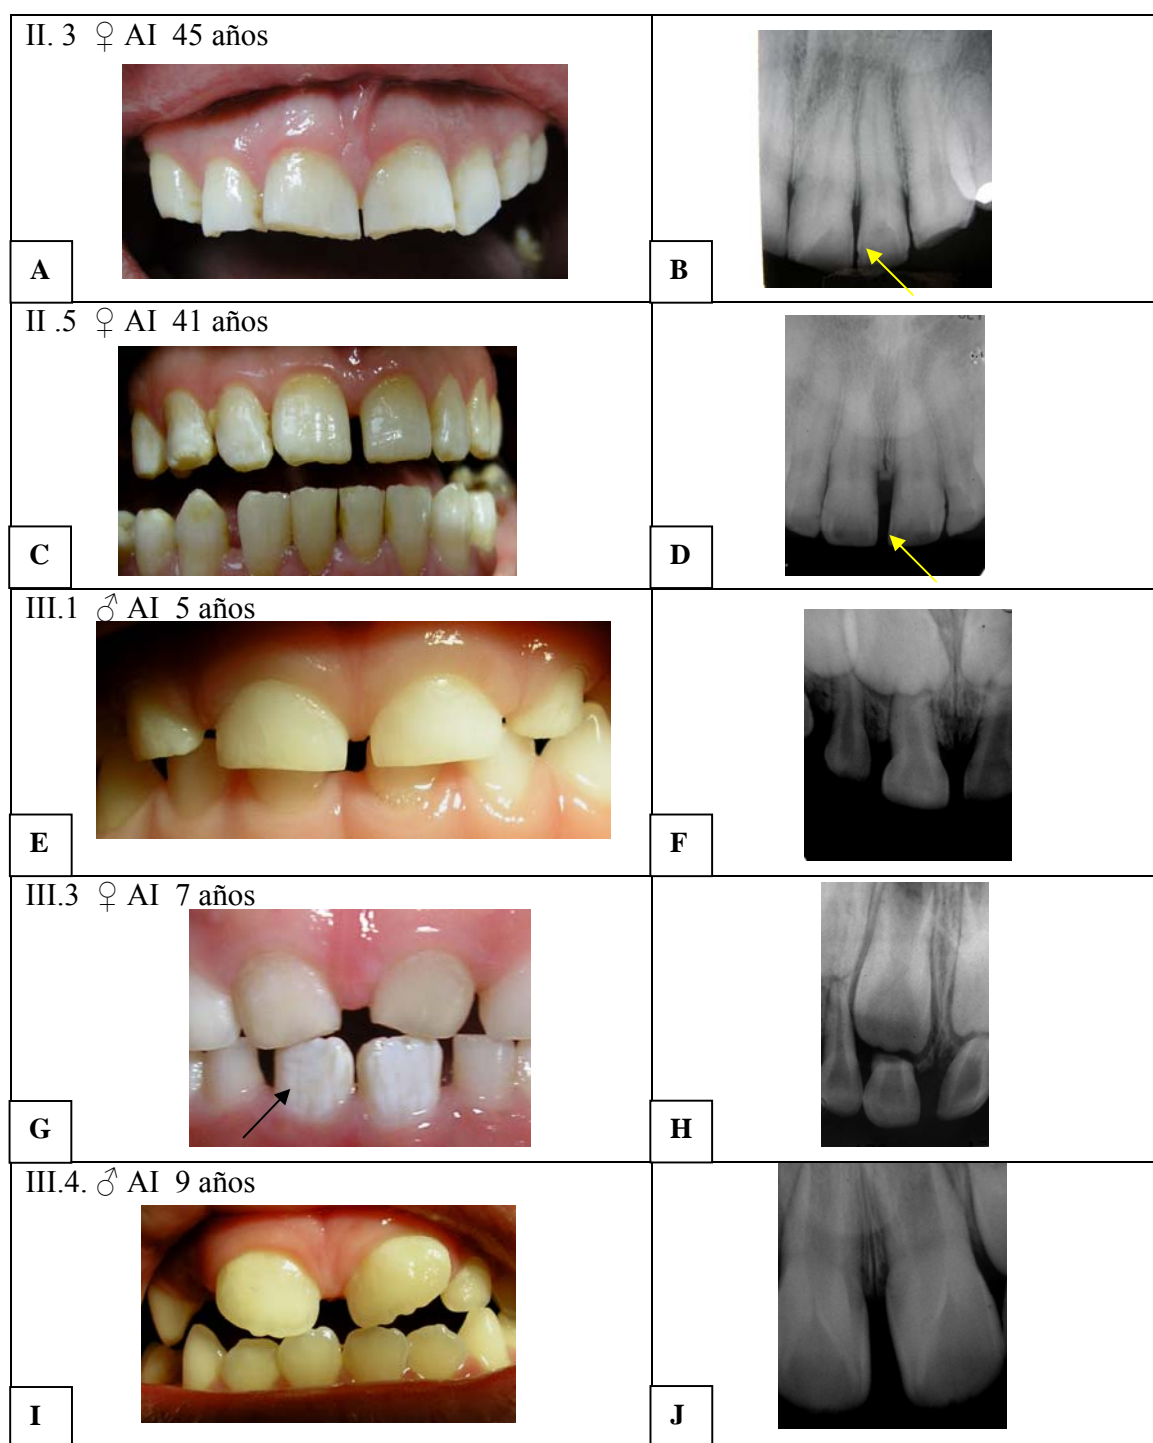 II. 3 ♀ AI 45 años
A
B
II .5 ♀ AI 41 años
C
D
III.1 ♂ AI 5 años
E
F
III.3 ♀ AI 7 años
G
H
III.4. ♂ AI 9 años
I
J